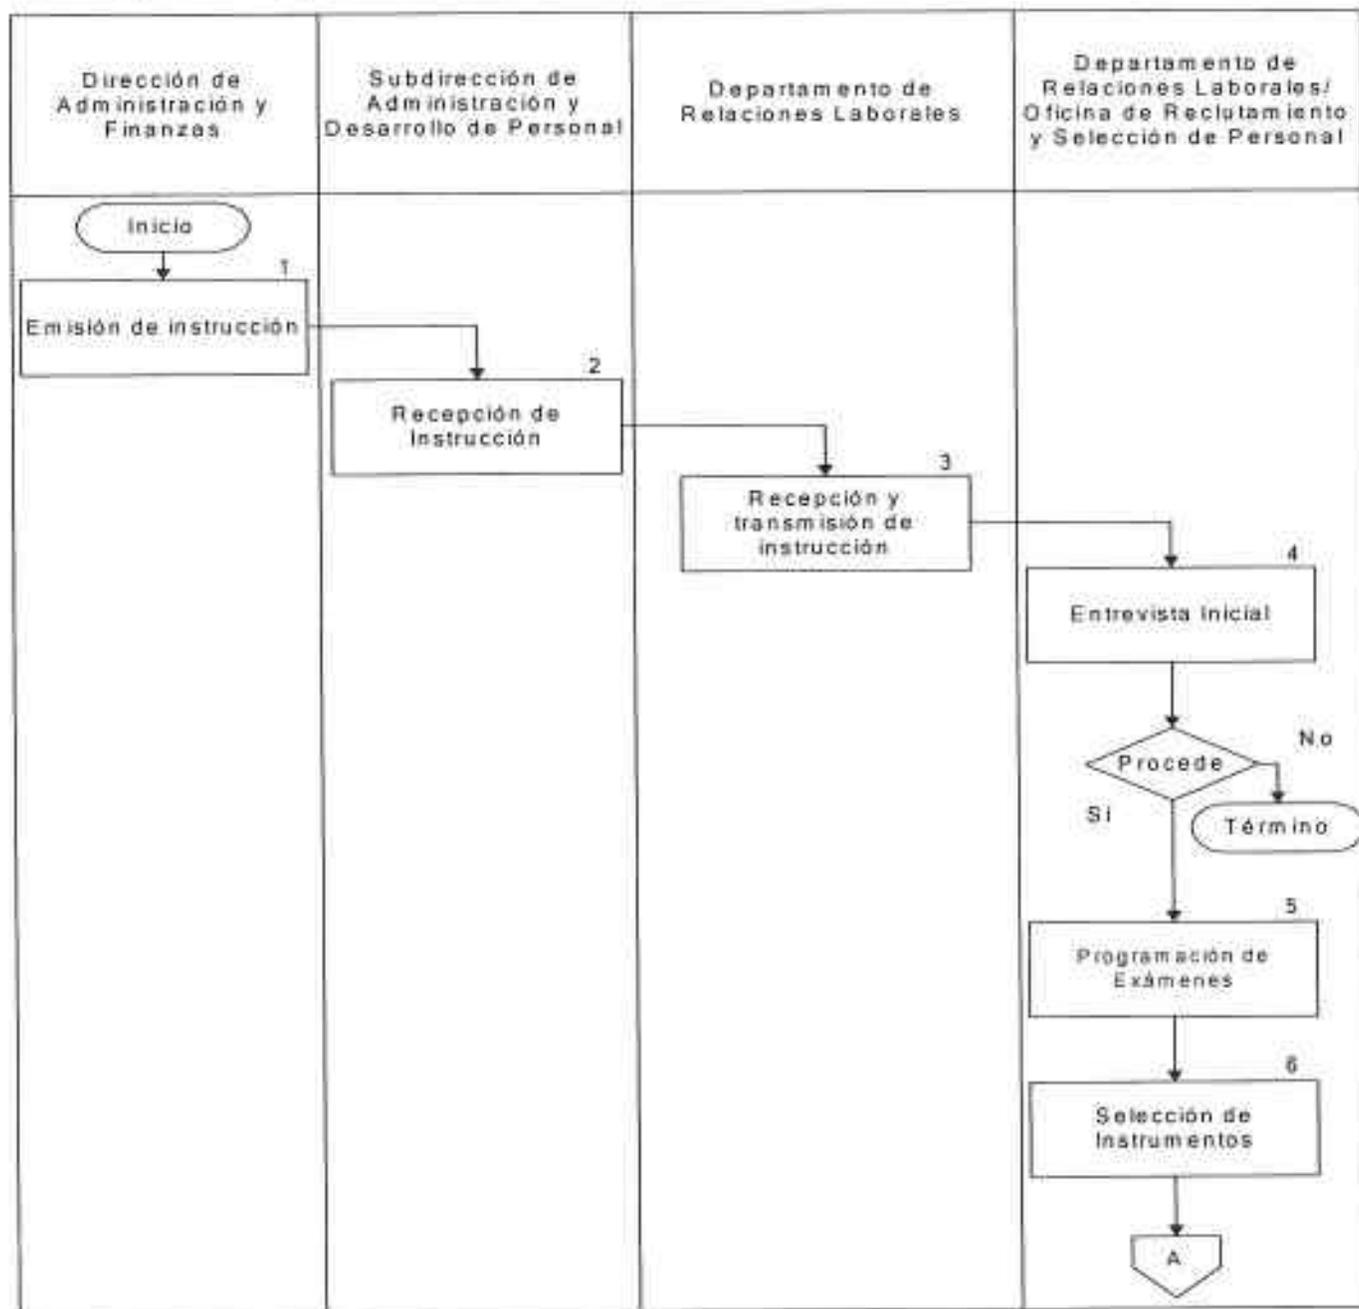 Dirección de
Administración y
Finanzas
Subdirección de
Administración y
Desarrollo de Personal
Departamento de
Relaciones Laborales
Departamento de
Relaciones Laborales/
Oficina de Reclutamiento
y Selección de Personal
Inicio
1
Emisión de instrucción
2
Recepción de
Instrucción
3
Recepción y
transmisión de
instrucción
4
Entrevista Inicial
Procede
No
Si
Término
5
Programación de
Exámenes
6
Selección de
Instrumentos
A